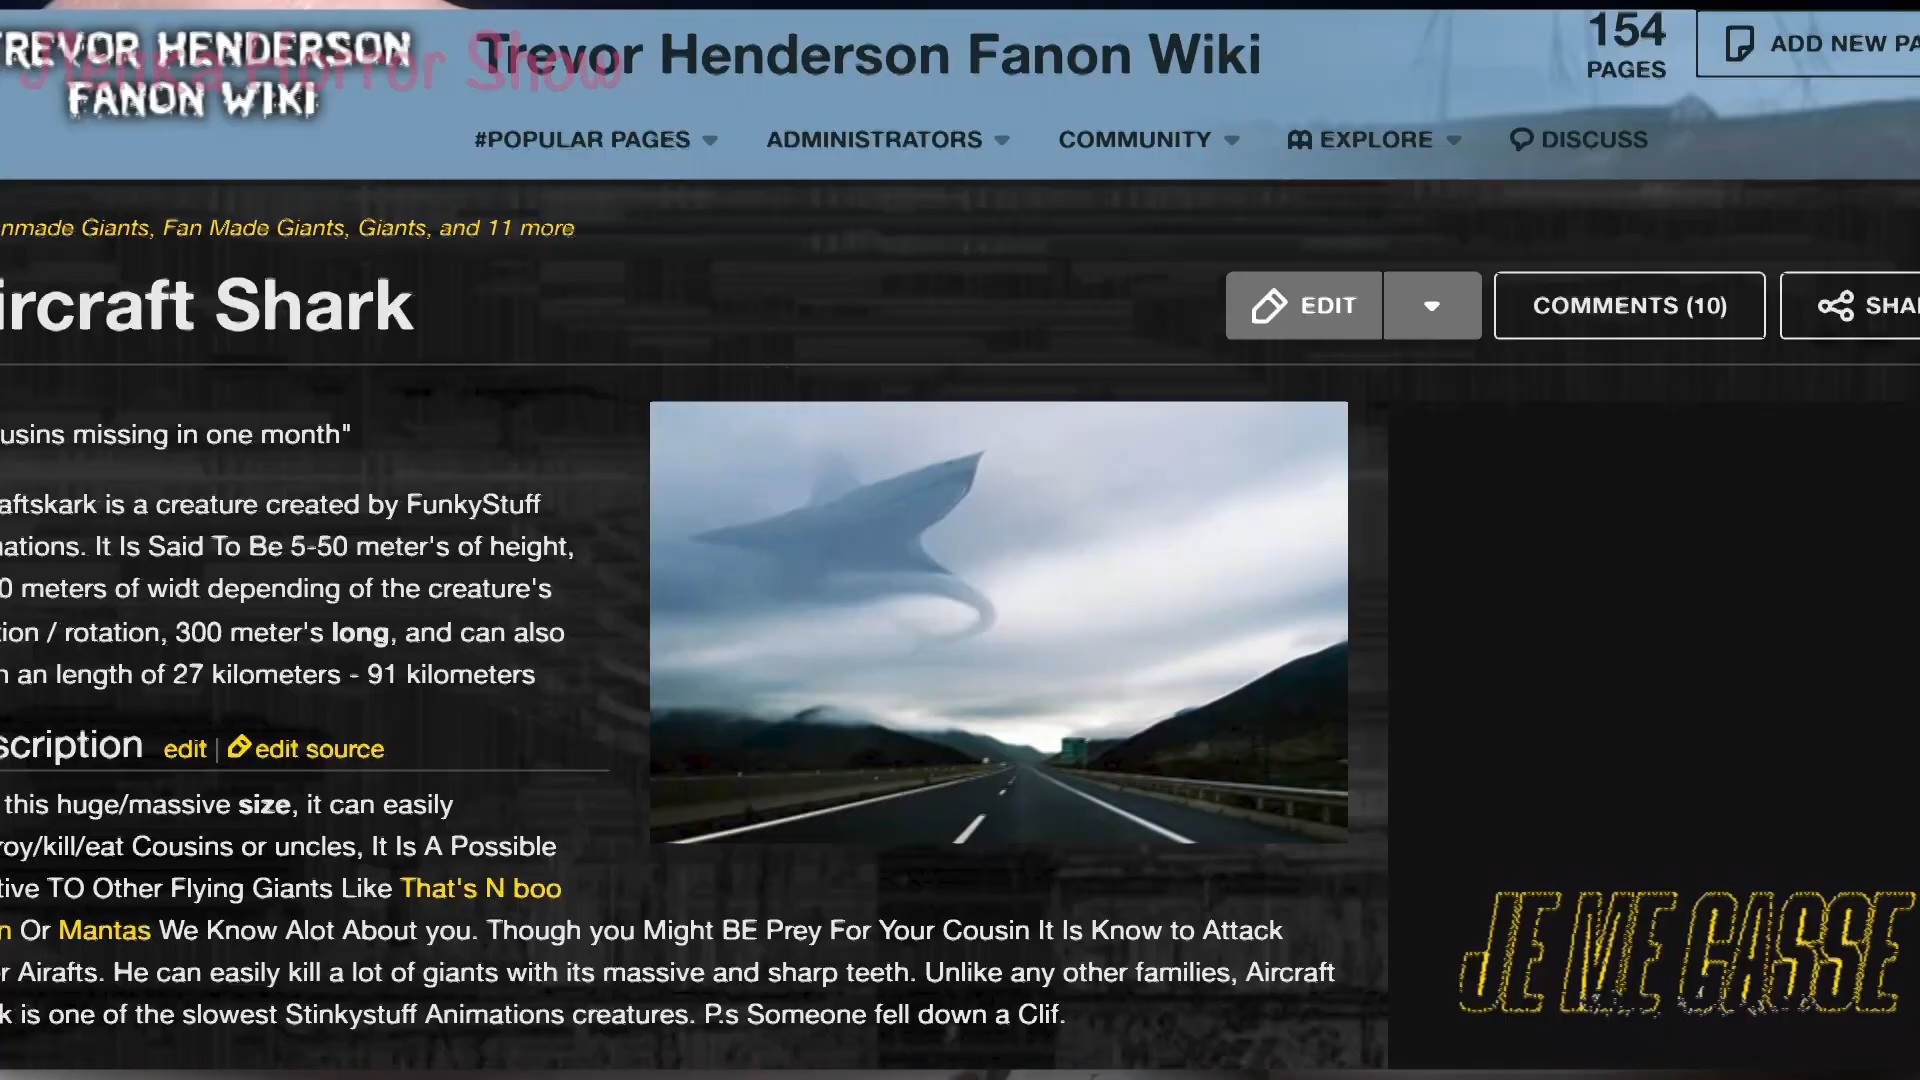 TREVOR HENDERSON
FANON WIKI
Horror Show
Trevor Henderson Fanon Wiki
154
PAGES
ADD NEW PA
#POPULAR PAGES
ADMINISTRATORS
COMMUNITY
EXPLORE
DISCUSS
nmade Giants, Fan Made Giants, Giants, and 11 more
ircraft Shark
EDIT
COMMENTS (10)
SHA
usins missing in one month"
aftskark is a creature created by FunkyStuff
ations. It Is Said To Be 5-50 meter's of height,
0 meters of widt depending of the creature's
tion / rotation, 300 meter's long, and can also
n an length of 27 kilometers - 91 kilometers
scription edit | edit source
this huge/massive size, it can easily
roy/kill/eat Cousins or uncles, It Is A Possible
tive TO Other Flying Giants Like That's N boo
n Or Mantas We Know Alot About you. Though you Might BE Prey For Your Cousin It Is Know to Attack
r Airafts. He can easily kill a lot of giants with its massive and sharp teeth. Unlike any other families, Aircraft
k is one of the slowest Stinkystuff Animations creatures. P.s Someone fell down a Clif.
JE ME CASSE